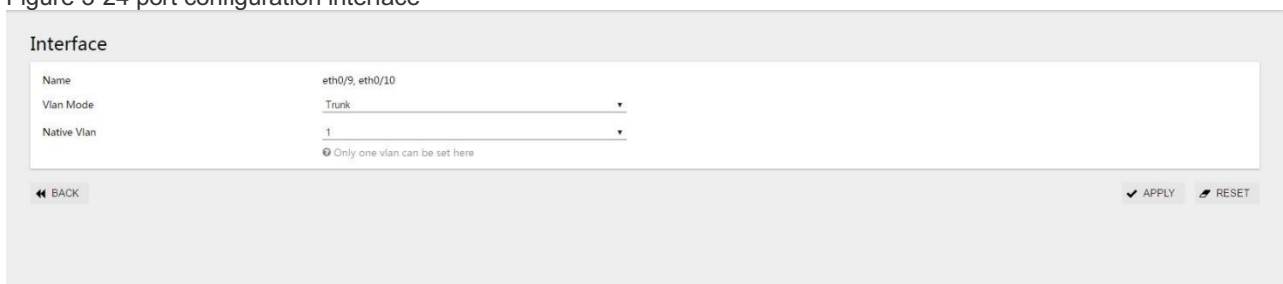 Figure 3-24 port configuration interface
Interface
Name eth0/9, eth0/10
Vlan Mode Trunk
Native Vlan 1
Only one vlan can be set here
BACK APPLY RESET